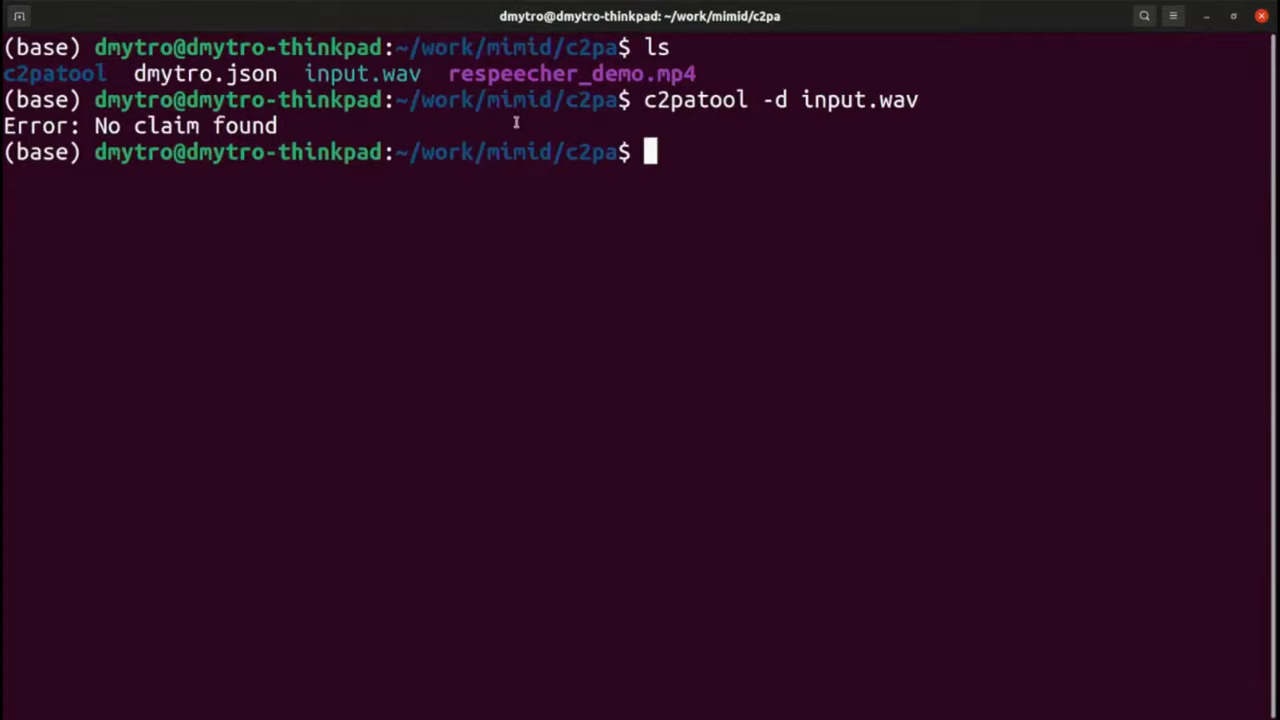 dmytro@dmytro-thinkpad: ~/work/mimid/c2pa
(base) dmytro@dmytro-thinkpad:~/work/mimid/c2pa$ ls
c2patool  dmytro.json  input.wav  respeecher_demo.mp4
(base) dmytro@dmytro-thinkpad:~/work/mimid/c2pa$ c2patool -d input.wav
Error: No claim found
(base) dmytro@dmytro-thinkpad:~/work/mimid/c2pa$